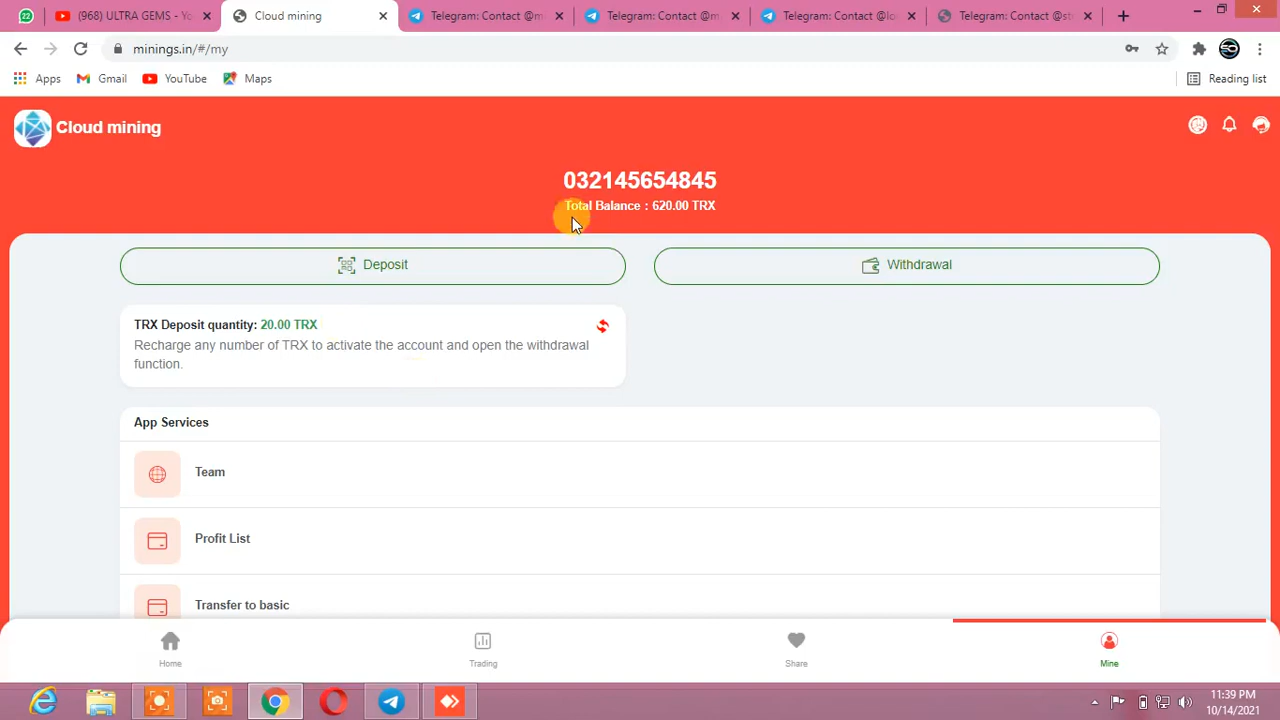 (968) ULTRA GEMS - Yo
Cloud mining
Telegram: Contact @m
Telegram: Contact @m
Telegram: Contact @lo
Telegram: Contact @str
minings.in/#/my
Apps
Gmail
YouTube
Maps
Reading list
Cloud mining
032145654845
Total Balance : 620.00 TRX
Deposit
Withdrawal
TRX Deposit quantity: 20.00 TRX
Recharge any number of TRX to activate the account and open the withdrawal
function.
App Services
Team
Profit List
Transfer to basic
Home
Trading
Share
Mine
11:39 PM
10/14/2021